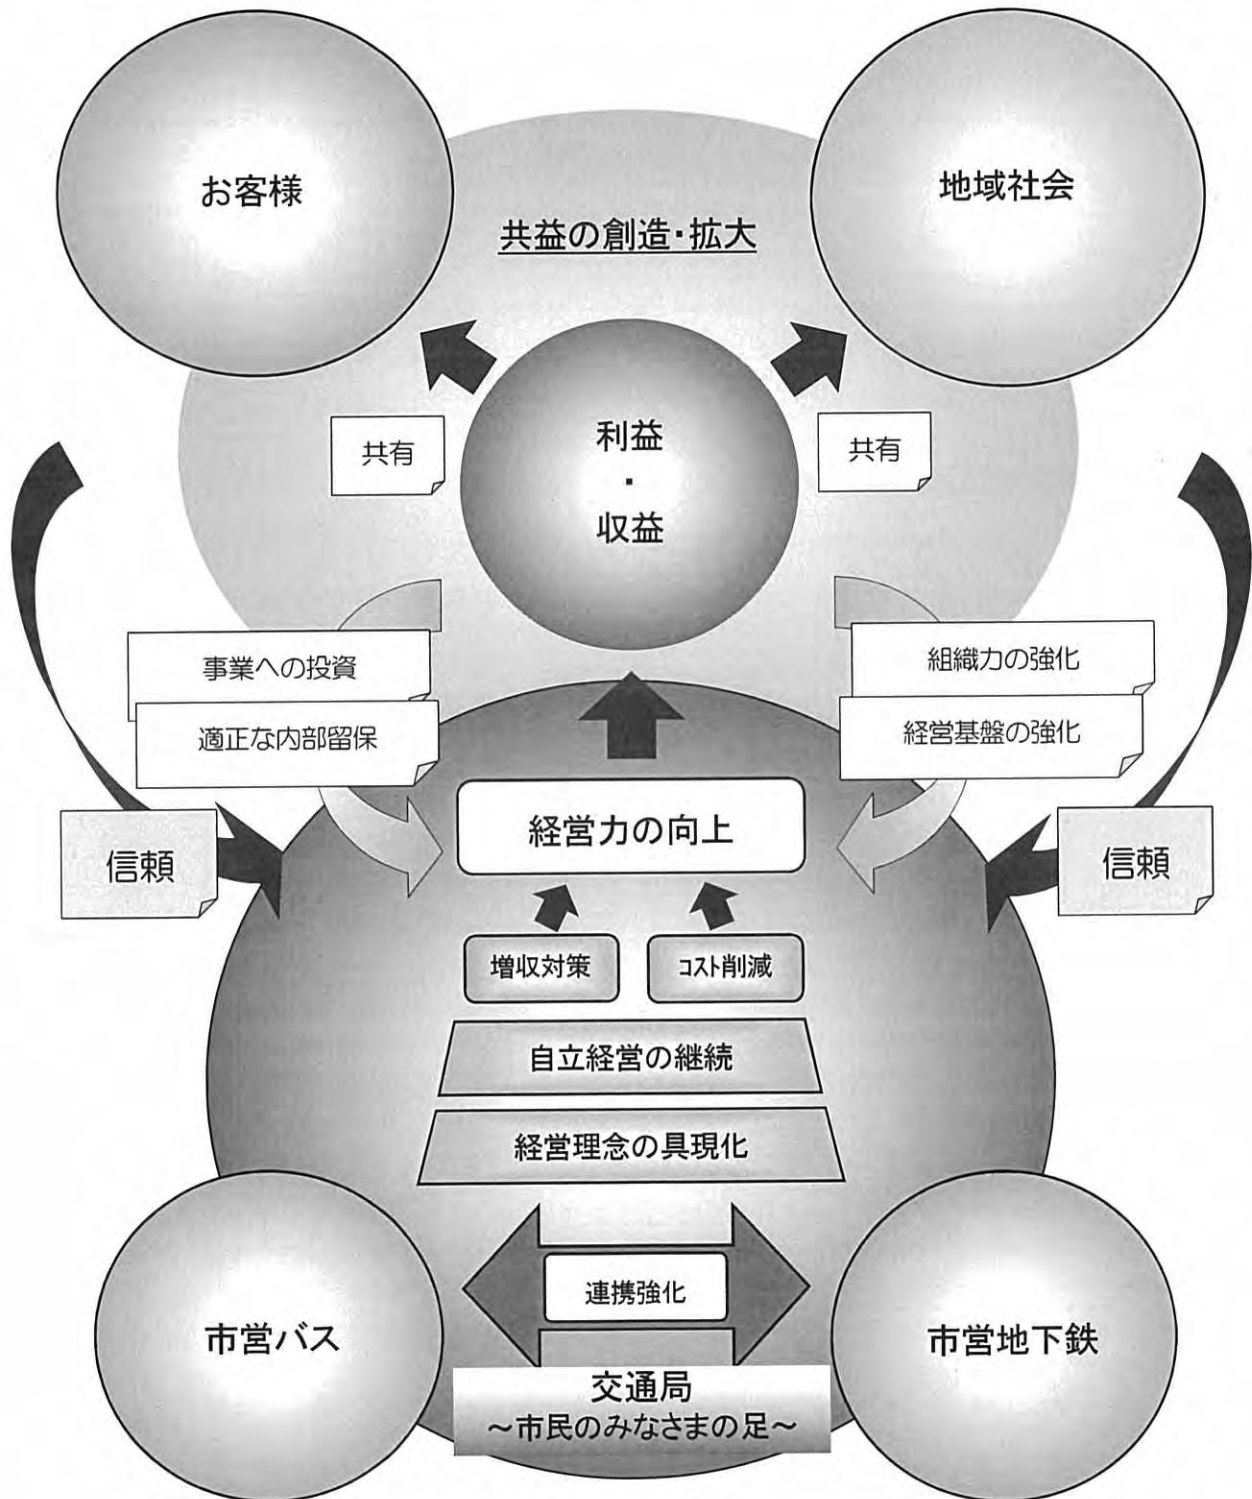 お客様
地域社会
共益の創造・拡大
利益
・
収益
共有
共有
事業への投資
適正な内部留保
組織力の強化
経営基盤の強化
信頼
信頼
経営力の向上
増収対策
コスト削減
自立経営の継続
経営理念の具現化
連携強化
市営バス
市営地下鉄
交通局
～市民のみなさまの足～